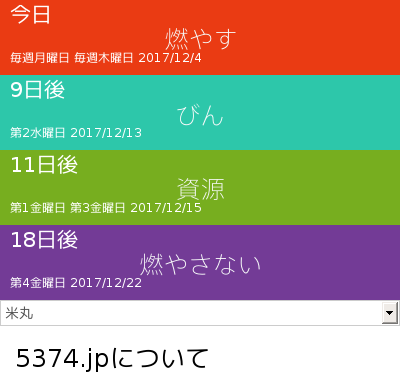 今日
燃やす
毎週月曜日 毎週木曜日 2017/12/4
9日後
びん
第2水曜日 2017/12/13
11日後
資源
第1金曜日 第3金曜日 2017/12/15
18日後
燃やさない
第4金曜日 2017/12/22
米丸
5374.jpについて